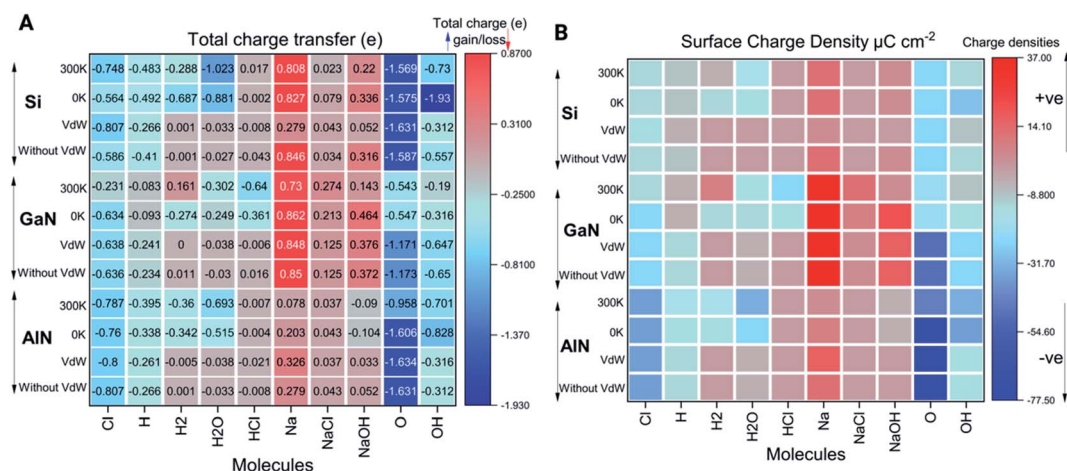 A
Total charge transfer (e)
Total charge (e)
gain/loss
Si
300K -0.748 -0.483 -0.288 -1.023 0.017 0.808 0.023 0.22 -1.569 -0.73
0K -0.564 -0.492 -0.687 -0.881 -0.002 0.827 0.079 0.336 -1.575 -1.93
VdW -0.807 -0.266 0.001 -0.033 -0.008 0.279 0.043 0.052 -1.631 -0.312
Without VdW -0.586 -0.41 -0.001 -0.027 -0.043 0.846 0.034 0.316 -1.587 -0.557
GaN
300K -0.231 -0.083 0.161 -0.302 -0.64 0.73 0.274 0.143 -0.543 -0.19
0K -0.634 -0.093 -0.274 -0.249 -0.361 0.862 0.213 0.464 -0.547 -0.316
VdW -0.638 -0.241 0 -0.038 -0.006 0.848 0.125 0.376 -1.171 -0.647
Without VdW -0.636 -0.234 0.011 -0.03 0.016 0.85 0.125 0.372 -1.173 -0.65
AlN
300K -0.787 -0.395 -0.36 -0.693 -0.007 0.078 0.037 -0.09 -0.958 -0.701
0K -0.76 -0.338 -0.342 -0.515 -0.004 0.203 0.043 -0.104 -1.606 -0.828
VdW -0.8 -0.261 -0.005 -0.038 -0.021 0.326 0.037 0.033 -1.634 -0.316
Without VdW -0.807 -0.266 0.001 -0.033 -0.008 0.279 0.043 0.052 -1.631 -0.312
Cl H H2 H2O HCl Na NaCl NaOH O OH
Molecules
0.8700
0.3100
-0.2500
-0.8100
-1.370
-1.930
B
Surface Charge Density µC cm-2
Charge densities
Si
300K
0K
VdW
Without VdW
GaN
300K
0K
VdW
Without VdW
AlN
300K
0K
VdW
Without VdW
Cl H H2 H2O HCl Na NaCl NaOH O OH
Molecules
37.00
14.10
-8.800
-31.70
-54.60
-77.50
+ve
-ve